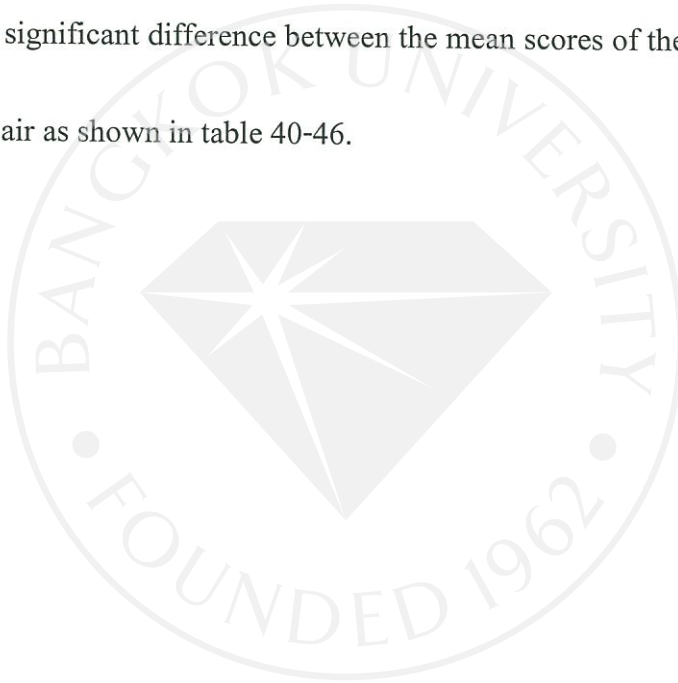 significant difference between the mean scores of the
air as shown in table 40-46.
BANGKOK UNIVERSITY
FOUNDED 1962